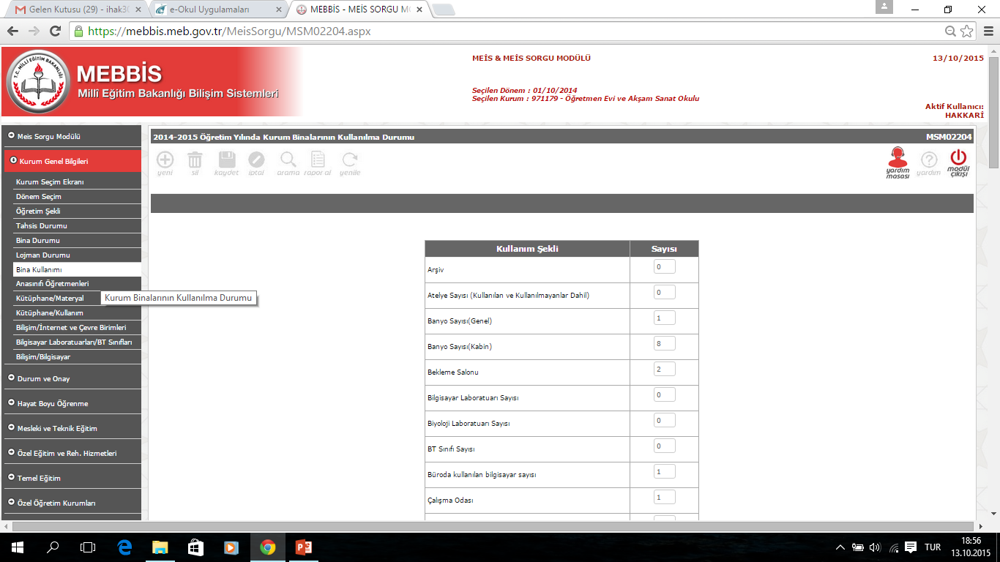 Gelen Kutusu (29) - ihak30
e-Okul Uygulamaları
MEBBİS - MEİS SORGU MO
https://mebbis.meb.gov.tr/MeisSorgu/MSM02204.aspx
T.C. MİLLİ EĞİTİM BAKANLIĞI
MEBBİS
Millî Eğitim Bakanlığı Bilişim Sistemleri
MEİS & MEİS SORGU MODÜLÜ
13/10/2015
Seçilen Dönem : 01/10/2014
Seçilen Kurum : 971179 - Öğretmen Evi ve Akşam Sanat Okulu
Aktif Kullanıcı:
HAKKARİ
Meis Sorgu Modülü
Kurum Genel Bilgileri
Kurum Seçim Ekranı
Dönem Seçim
Öğretim Şekli
Tahsis Durumu
Bina Durumu
Lojman Durumu
Bina Kullanımı
Anasınıfı Öğretmenleri
Kütüphane/Materyal
Kurum Binalarının Kullanılma Durumu
Kütüphane/Kullanım
Bilişim/İnternet ve Çevre Birimleri
Bilgisayar Laboratuarları/BT Sınıfları
Bilişim/Bilgisayar
Durum ve Onay
Hayat Boyu Öğrenme
Mesleki ve Teknik Eğitim
Özel Eğitim ve Reh. Hizmetleri
Temel Eğitim
Özel Öğretim Kurumları
2014-2015 Öğretim Yılında Kurum Binalarının Kullanılma Durumu
MSM02204
yeni sil kaydet iptal arama rapor al yenile
yardım masası yardım modül çıkışı
Kullanım Şekli Sayısı
Arşiv 0
Atelye Sayısı (Kullanılan ve Kullanılmayanlar Dahil) 0
Banyo Sayısı(Genel) 1
Banyo Sayısı(Kabin) 8
Bekleme Salonu 2
Bilgisayar Laboratuarı Sayısı 0
Biyoloji Laboratuarı Sayısı 0
BT Sınıfı Sayısı 0
Büroda kullanılan bilgisayar sayısı 1
Çalışma Odası 1
TUR
18:56
13.10.2015